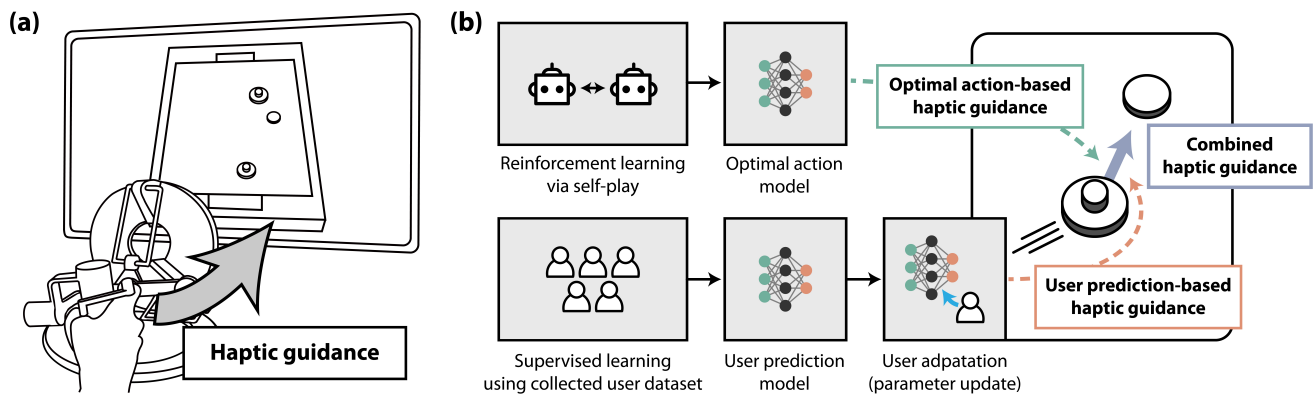 (a)
Haptic guidance
(b)
Reinforcement learning
via self-play
Optimal action
model
Optimal action-based
haptic guidance
Combined
haptic guidance
User prediction-based
haptic guidance
Supervised learning
using collected user dataset
User prediction
model
User adpatation
(parameter update)